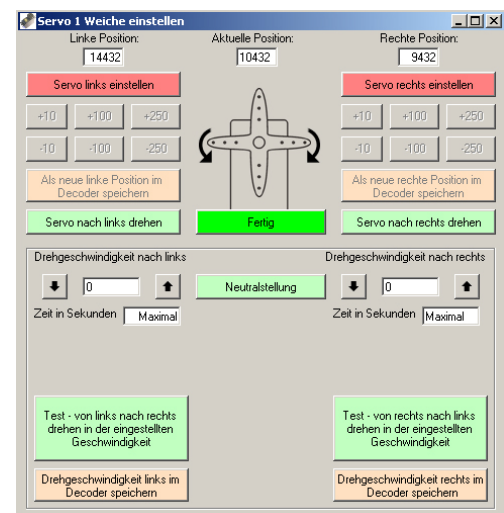 Servo 1 Weiche einstellen
Linke Position:
Aktuelle Position:
Rechte Position:
14432
10432
9432
Servo links einstellen
Servo rechts einstellen
+10
+100
+250
+10
+100
+250
-10
-100
-250
-10
-100
-250
Als neue linke Position im
Decoder speichern
Als neue rechte Position im
Decoder speichern
Servo nach links drehen
Fertig
Servo nach rechts drehen
Drehgeschwindigkeit nach links
Drehgeschwindigkeit nach rechts
0
Neutralstellung
0
Zeit in Sekunden
Maximal
Zeit in Sekunden
Maximal
Test - von links nach rechts
drehen in der eingestellten
Geschwindigkeit
Test - von rechts nach links
drehen in der eingestellten
Geschwindigkeit
Drehgeschwindigkeit links im
Decoder speichern
Drehgeschwindigkeit rechts im
Decoder speichern